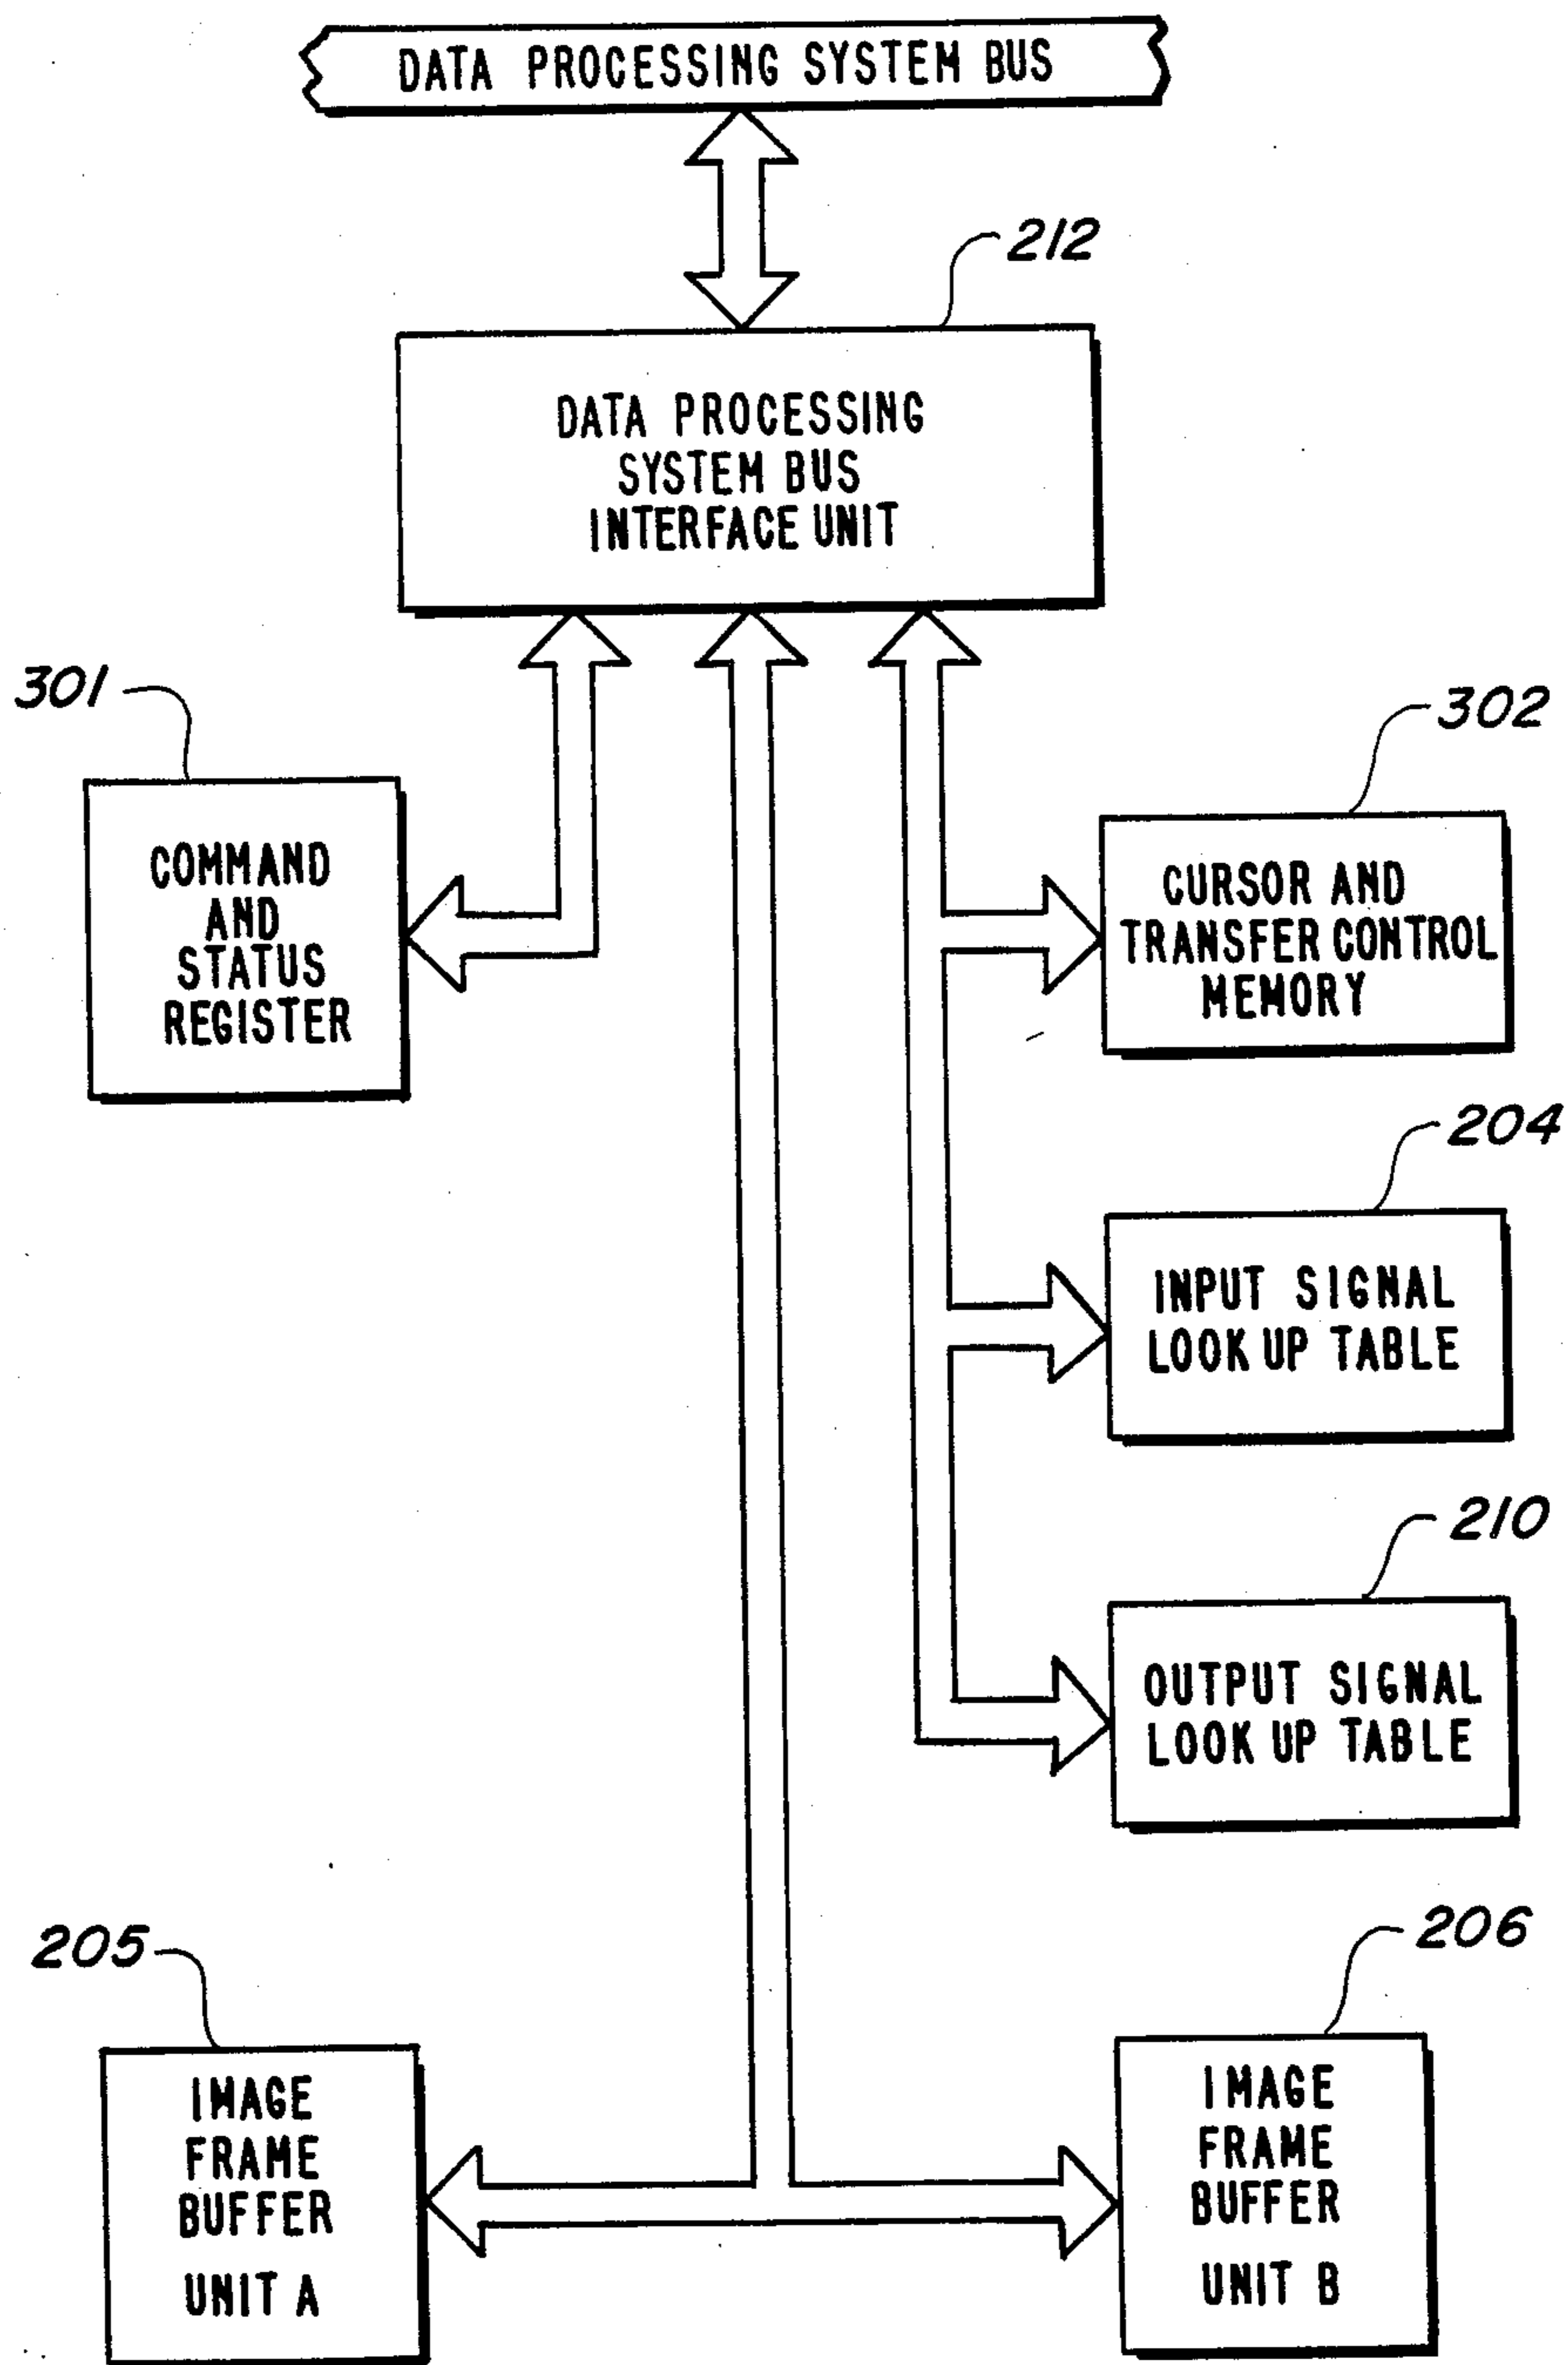 DATA PROCESSING SYSTEM BUS
212
DATA PROCESSING
SYSTEM BUS
INTERFACE UNIT
301
COMMAND
AND
STATUS
REGISTER
302
CURSOR AND
TRANSFER CONTROL
MEMORY
204
INPUT SIGNAL
LOOK UP TABLE
210
OUTPUT SIGNAL
LOOK UP TABLE
205
IMAGE
FRAME
BUFFER
UNIT A
206
IMAGE
FRAME
BUFFER
UNIT B